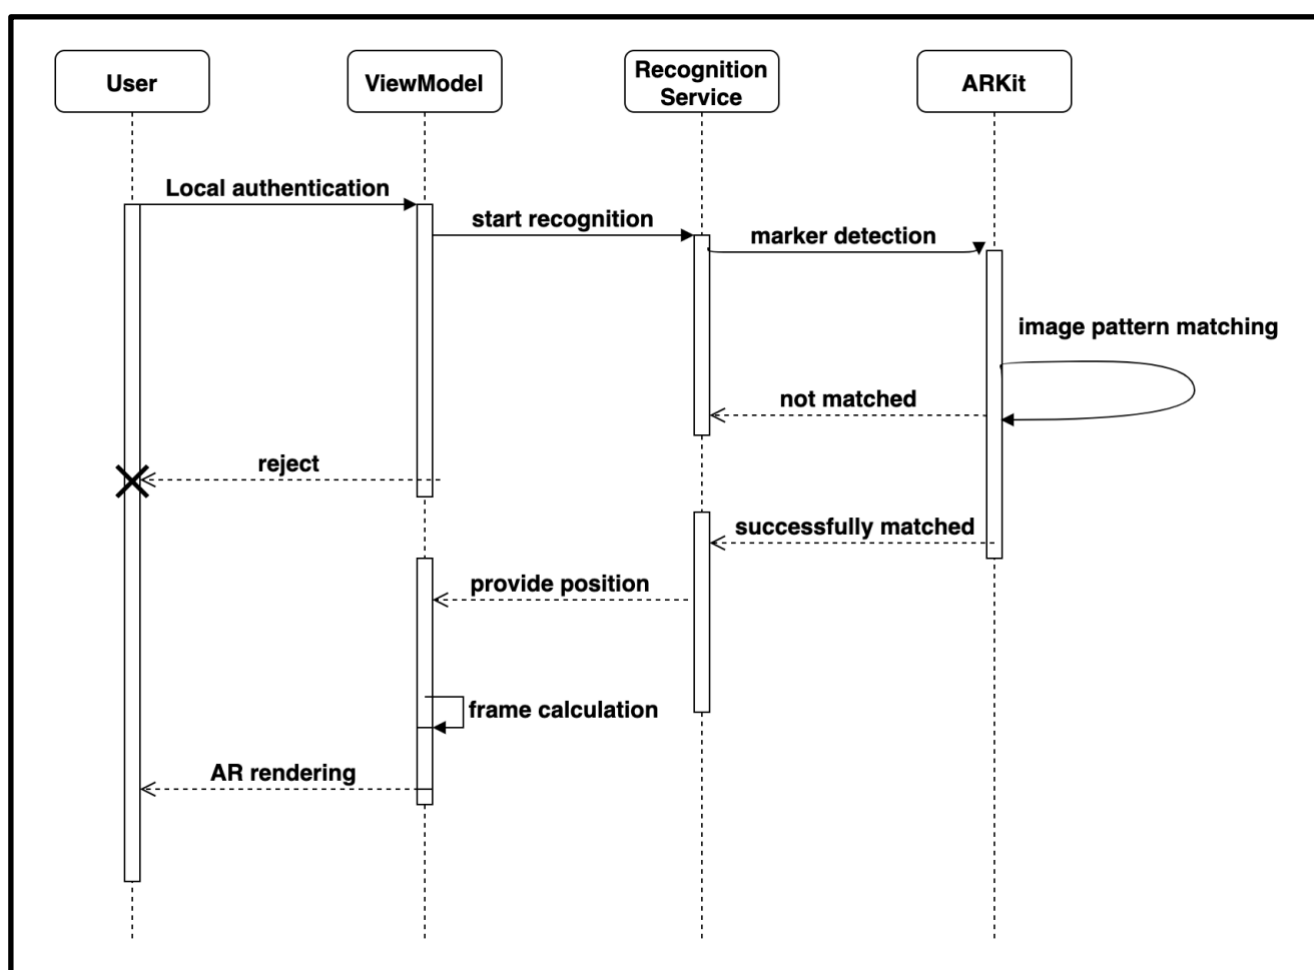 User
ViewModel
Recognition
Service
ARKit
Local authentication
start recognition
marker detection
image pattern matching
not matched
reject
successfully matched
provide position
frame calculation
AR rendering